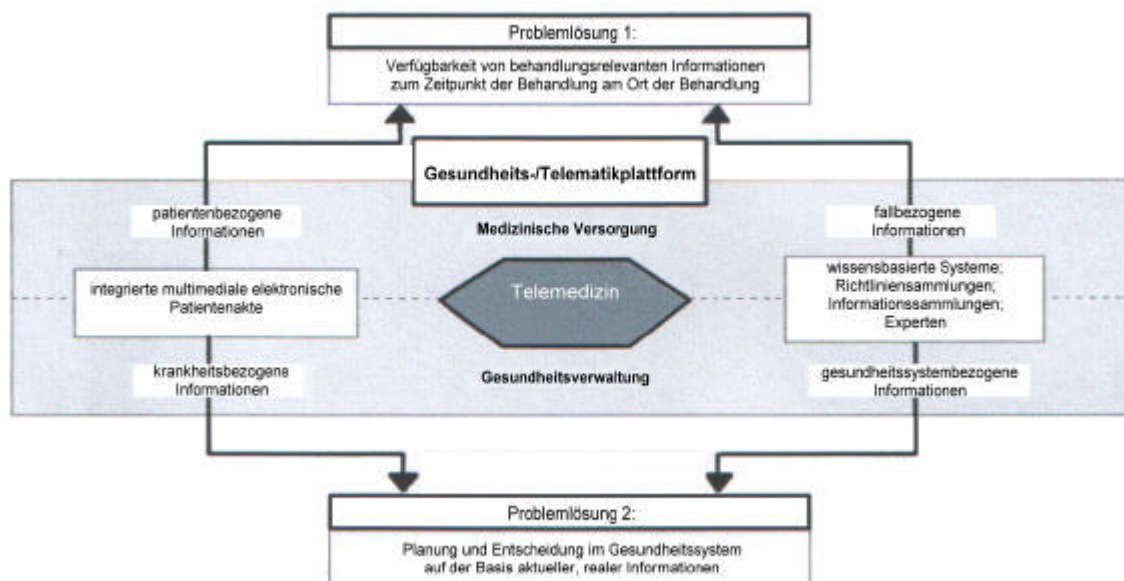 Problemlösung 1:
Verfügbarkeit von behandlungsrelevanten Informationen
zum Zeitpunkt der Behandlung am Ort der Behandlung
Gesundheits-/Telematikplattform
patientenbezogene
Informationen
Medizinische Versorgung
fallbezogene
Informationen
integrierte multimediale elektronische
Patientenakte
Telemedizin
wissensbasierte Systeme;
Richtliniensammlungen;
Informationssammlungen;
Experten
krankheitsbezogene
Informationen
Gesundheitsverwaltung
gesundheitssystembezogene
Informationen
Problemlösung 2:
Planung und Entscheidung im Gesundheitssystem
auf der Basis aktueller, realer Informationen